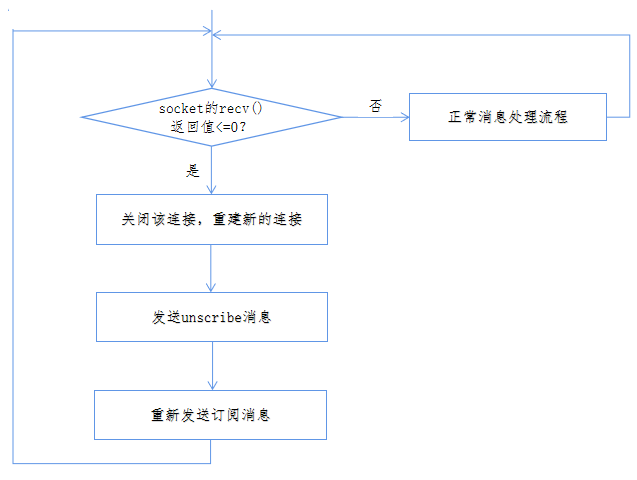 socket的recv()
返回值<=0?
否
正常消息处理流程
是
关闭该连接，重建新的连接
发送unscribe消息
重新发送订阅消息